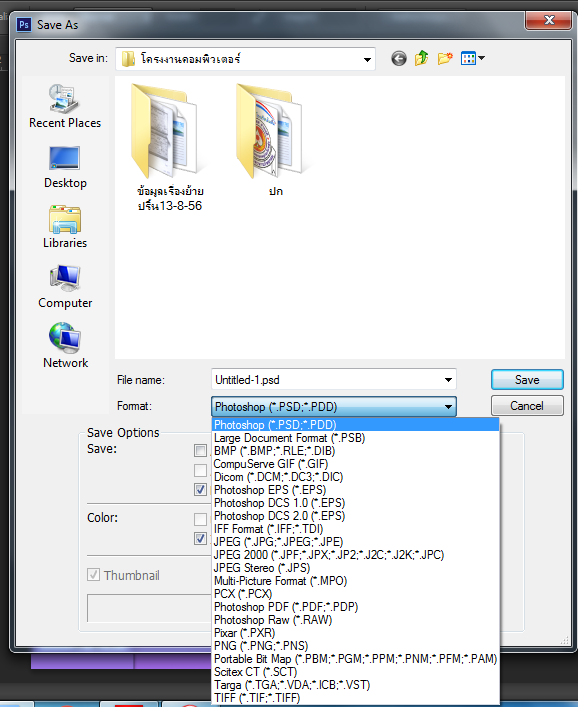 Ps Save As
Save in: โครงงานคอมพิวเตอร์
Recent Places
Desktop
Libraries
Computer
Network
ข้อมูลเรื่องย้าย
ปริ้น13-8-56
ปก
File name: Untitled-1.psd Save
Format: Photoshop (*.PSD;*.PDD) Cancel
Save Options
Save:
Color:
Thumbnail
Photoshop (*.PSD;*.PDD)
Large Document Format (*.PSB)
BMP (*.BMP;*.RLE;*.DIB)
CompuServe GIF (*.GIF)
Dicom (*.DCM;*.DC3;*.DIC)
Photoshop EPS (*.EPS)
Photoshop DCS 1.0 (*.EPS)
Photoshop DCS 2.0 (*.EPS)
IFF Format (*.IFF;*.TDI)
JPEG (*.JPG;*.JPEG;*.JPE)
JPEG 2000 (*.JPF;*.JPX;*.JP2;*.J2C;*.J2K;*.JPC)
JPEG Stereo (*.JPS)
Multi-Picture Format (*.MPO)
PCX (*.PCX)
Photoshop PDF (*.PDF;*.PDP)
Photoshop Raw (*.RAW)
Pixar (*.PXR)
PNG (*.PNG;*.PNS)
Portable Bit Map (*.PBM;*.PGM;*.PPM;*.PNM;*.PFM;*.PAM)
Scitex CT (*.SCT)
Targa (*.TGA;*.VDA;*.ICB;*.VST)
TIFF (*.TIF;*.TIFF)